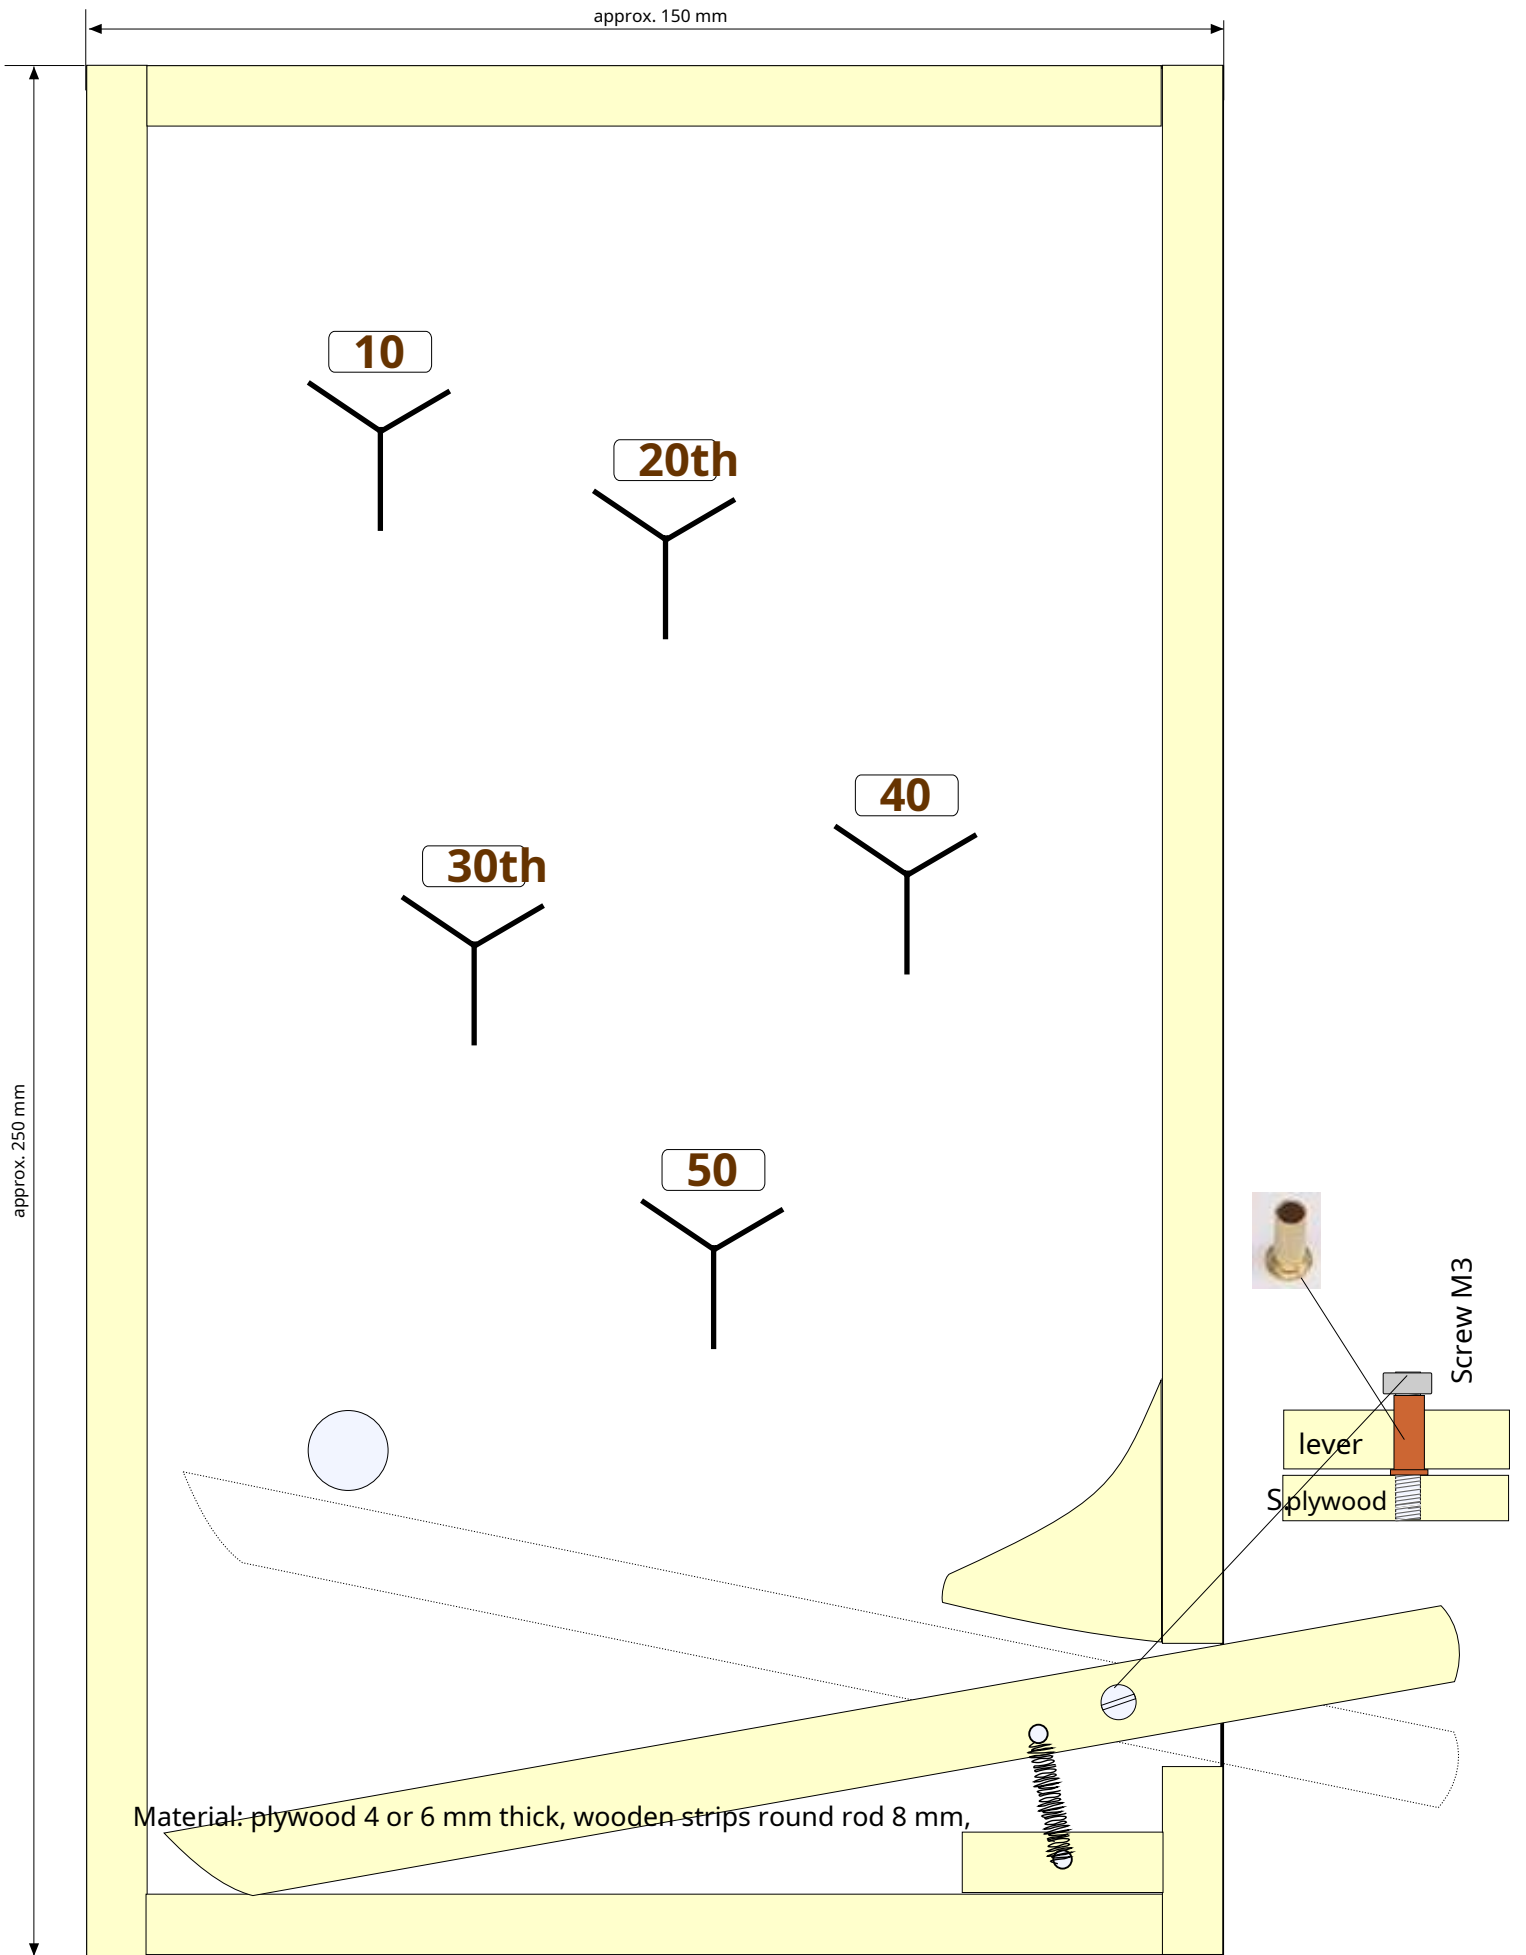 approx. 150 mm
10
20th
40
30th
50
approx. 250 mm
Screw M3
lever
S.plywood
Material: plywood 4 or 6 mm thick, wooden strips round rod 8 mm,